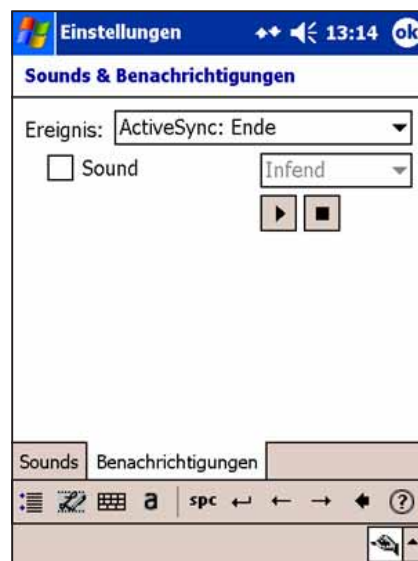 Einstellungen 13:14 ok
Sounds & Benachrichtigungen
Ereignis: ActiveSync: Ende
Sound Infend
Sounds Benachrichtigungen
a spc ?